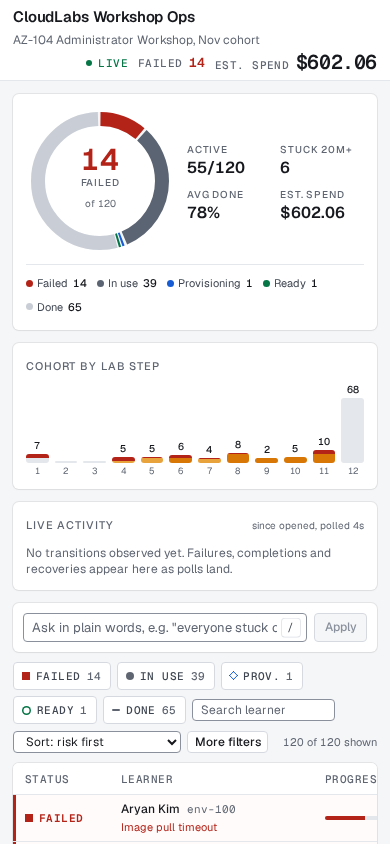 CloudLabs Workshop Ops
AZ-104 Administrator Workshop, Nov cohort
LIVE FAILED 14 EST. SPEND $602.06
14
FAILED
of 120
ACTIVE
55/120
STUCK 20M+
6
AVG DONE
78%
EST. SPEND
$602.06
Failed 14 In use 39 Provisioning 1 Ready 1
Done 65
COHORT BY LAB STEP
7 5 5 6 4 8 2 5 10 68
1 2 3 4 5 6 7 8 9 10 11 12
LIVE ACTIVITY since opened, polled 4s
No transitions observed yet. Failures, completions and
recoveries appear here as polls land.
Ask in plain words, e.g. "everyone stuck / Apply
FAILED 14 IN USE 39 PROV. 1
READY 1 DONE 65 Search learner
Sort: risk first More filters 120 of 120 shown
STATUS LEARNER PROGRES
FAILED Aryan Kim env-100
Image pull timeout